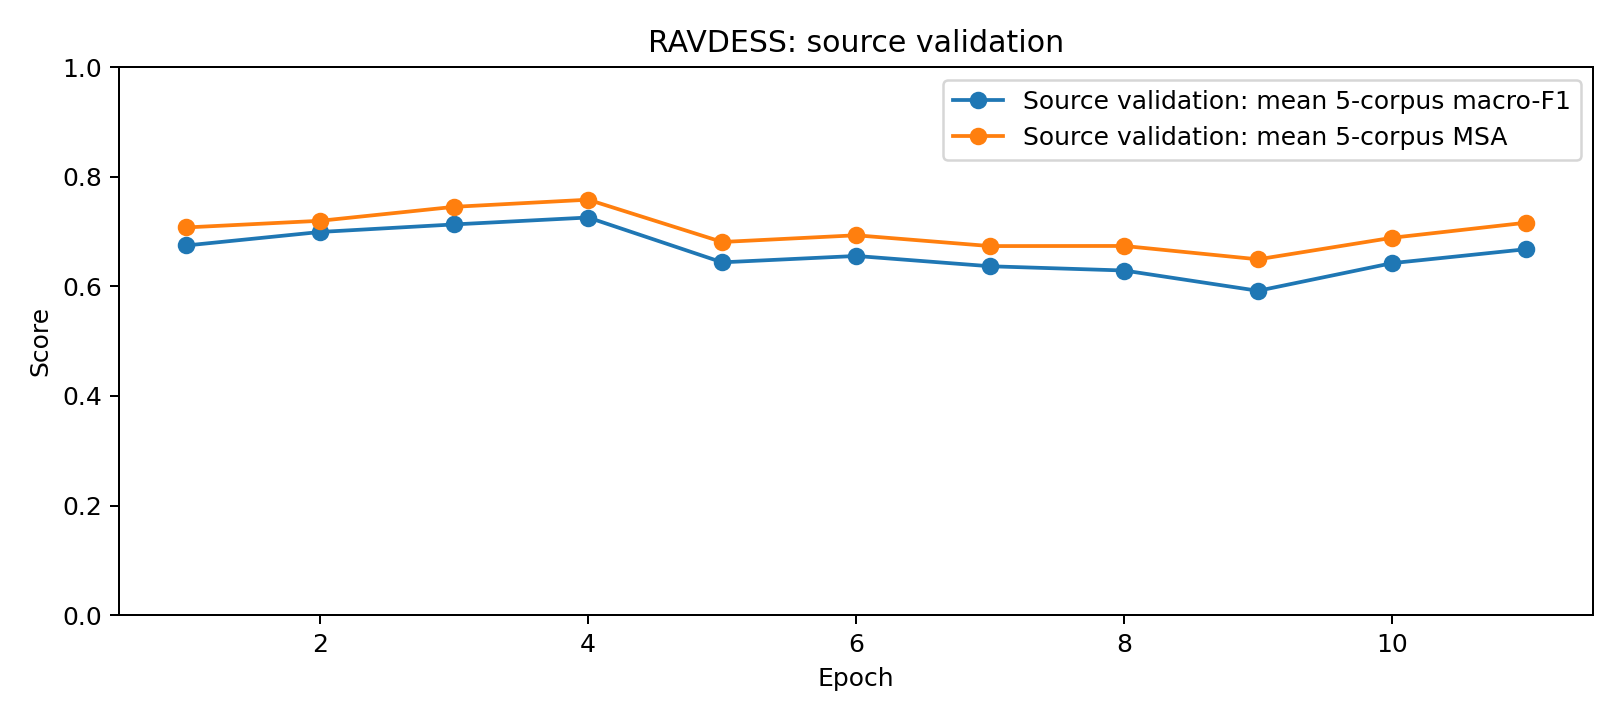 RAVDESS: source validation
1.0
0.8
0.6
0.4
0.2
0.0
Score
Source validation: mean 5-corpus macro-F1
Source validation: mean 5-corpus MSA
2
4
6
8
10
Epoch